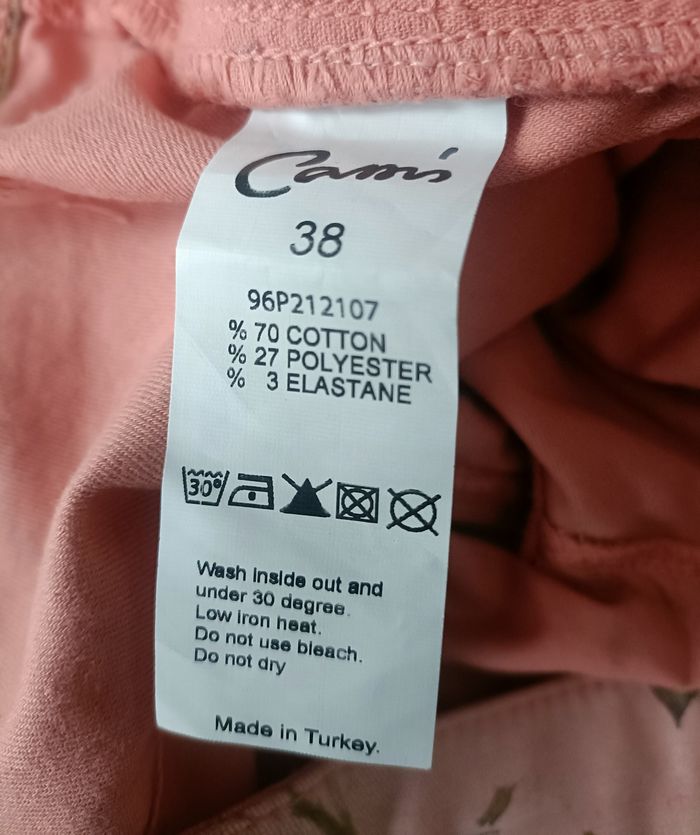 Cams
38
96P212107
% 70 COTTON
% 27 POLYESTER
% 3 ELASTANE
30°
Wash inside out and
under 30 degree.
Low iron heat.
Do not use bleach.
Do not dry
Made in Turkey.